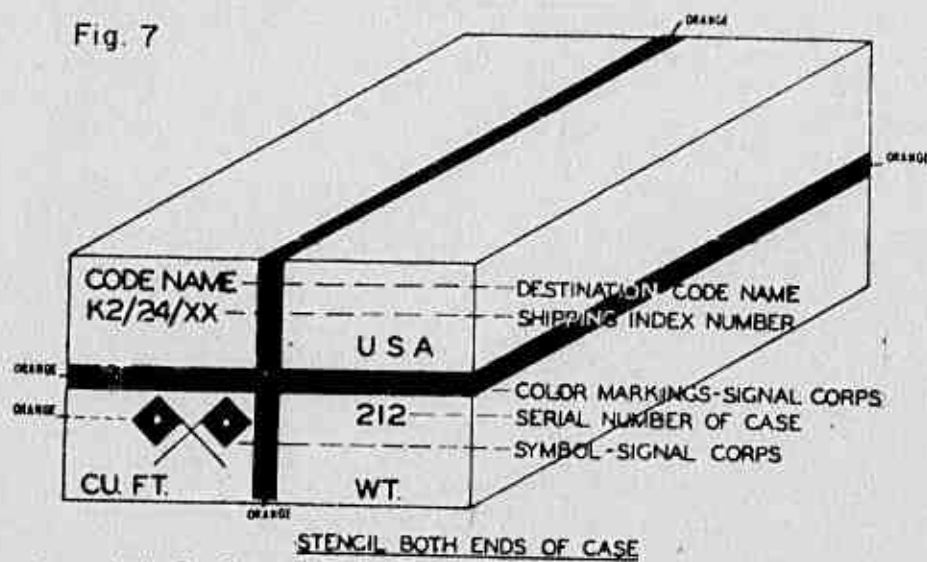 Fig. 7
ORANGE
ORANGE
CODE NAME
DESTINATION CODE NAME
K2/24/XX
SHIPPING INDEX NUMBER
U S A
ORANGE
COLOR MARKINGS-SIGNAL CORPS
ORANGE
212
SERIAL NUMBER OF CASE
SYMBOL-SIGNAL CORPS
CU. FT.
WT.
ORANGE
STENCIL BOTH ENDS OF CASE